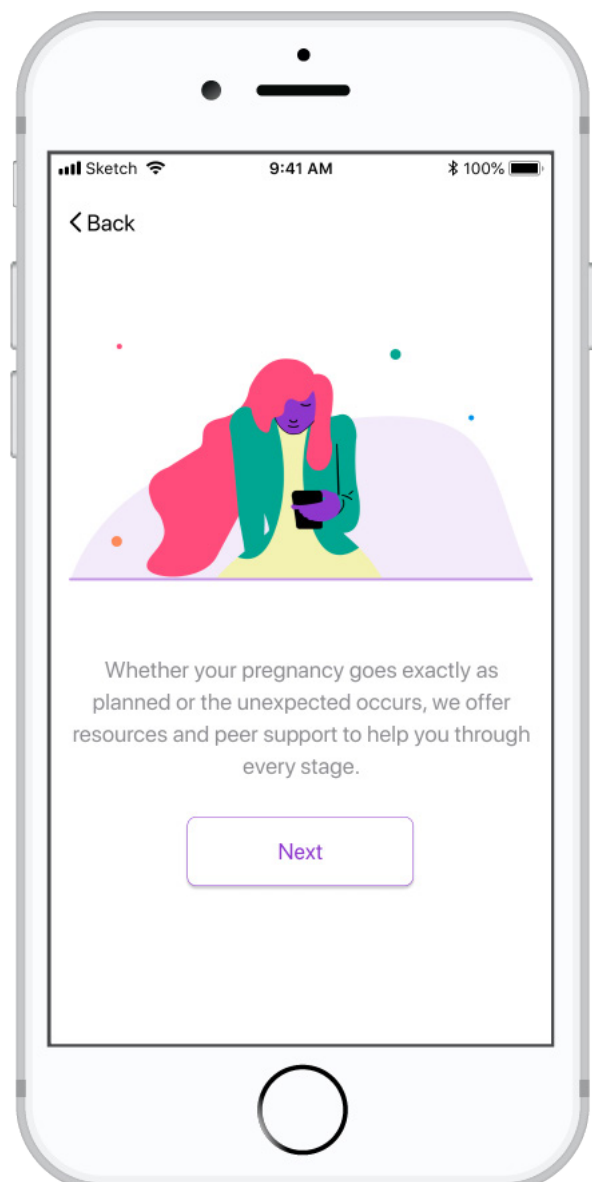 Sketch 9:41 AM 100%
Back
Whether your pregnancy goes exactly as
planned or the unexpected occurs, we offer
resources and peer support to help you through
every stage.
Next